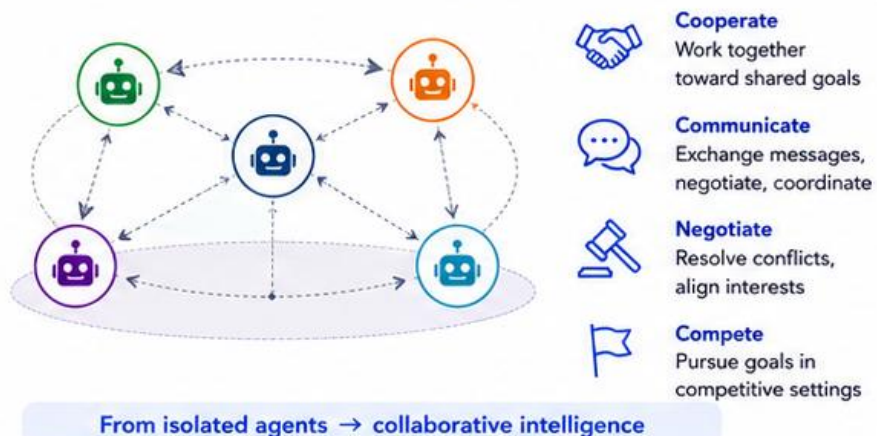 Cooperate
Work together
toward shared goals
Communicate
Exchange messages,
negotiate, coordinate
Negotiate
Resolve conflicts,
align interests
Compete
Pursue goals in
competitive settings
From isolated agents → collaborative intelligence